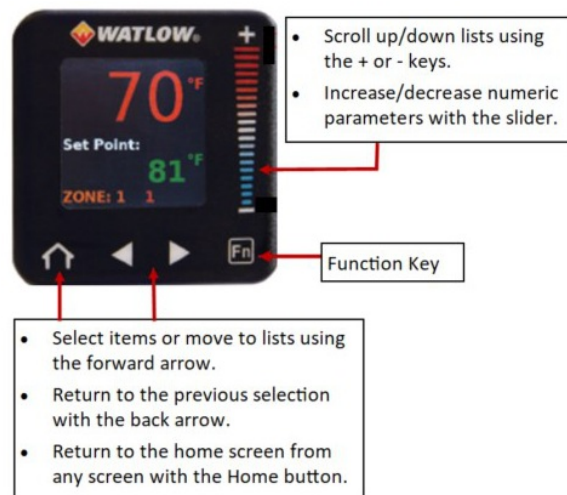 WATLOW®
+
70°F
Set Point:
81°F
ZONE: 1 1
Fn
• Scroll up/down lists using
the + or - keys.
• Increase/decrease numeric
parameters with the slider.
Function Key
• Select items or move to lists using
the forward arrow.
• Return to the previous selection
with the back arrow.
• Return to the home screen from
any screen with the Home button.